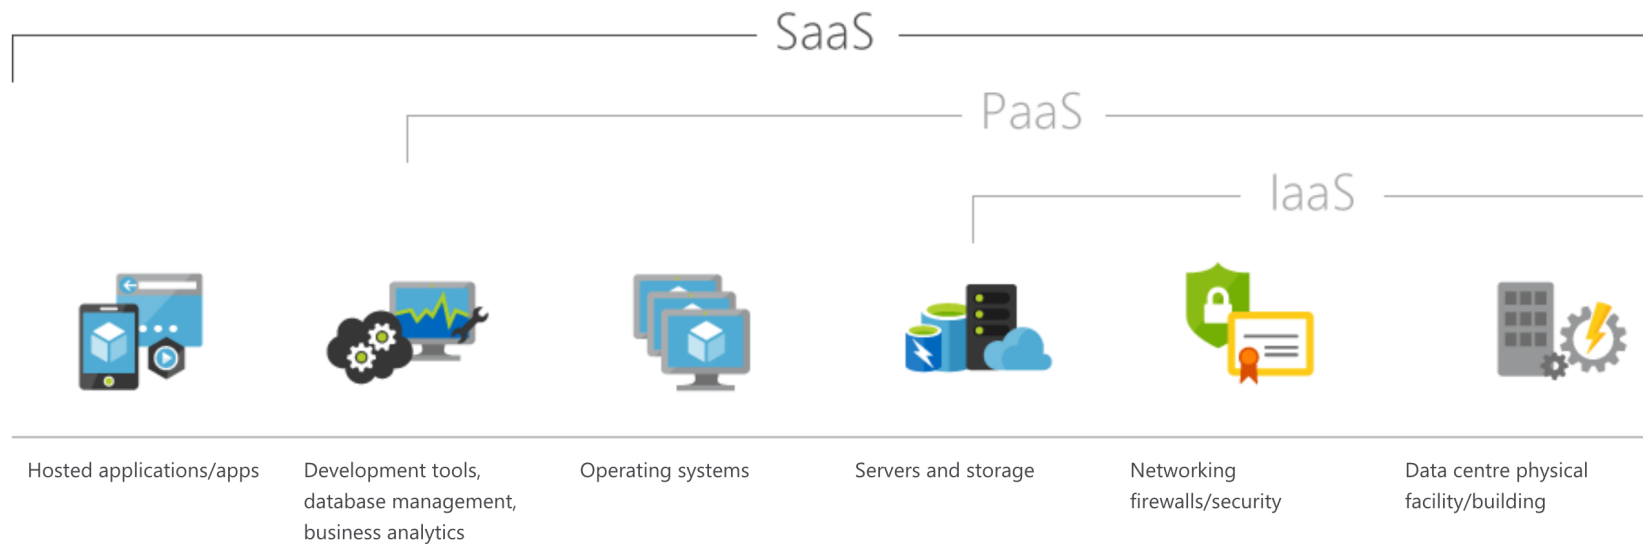 SaaS
PaaS
IaaS
Hosted applications/apps
Development tools,
database management,
business analytics
Operating systems
Servers and storage
Networking
firewalls/security
Data centre physical
facility/building